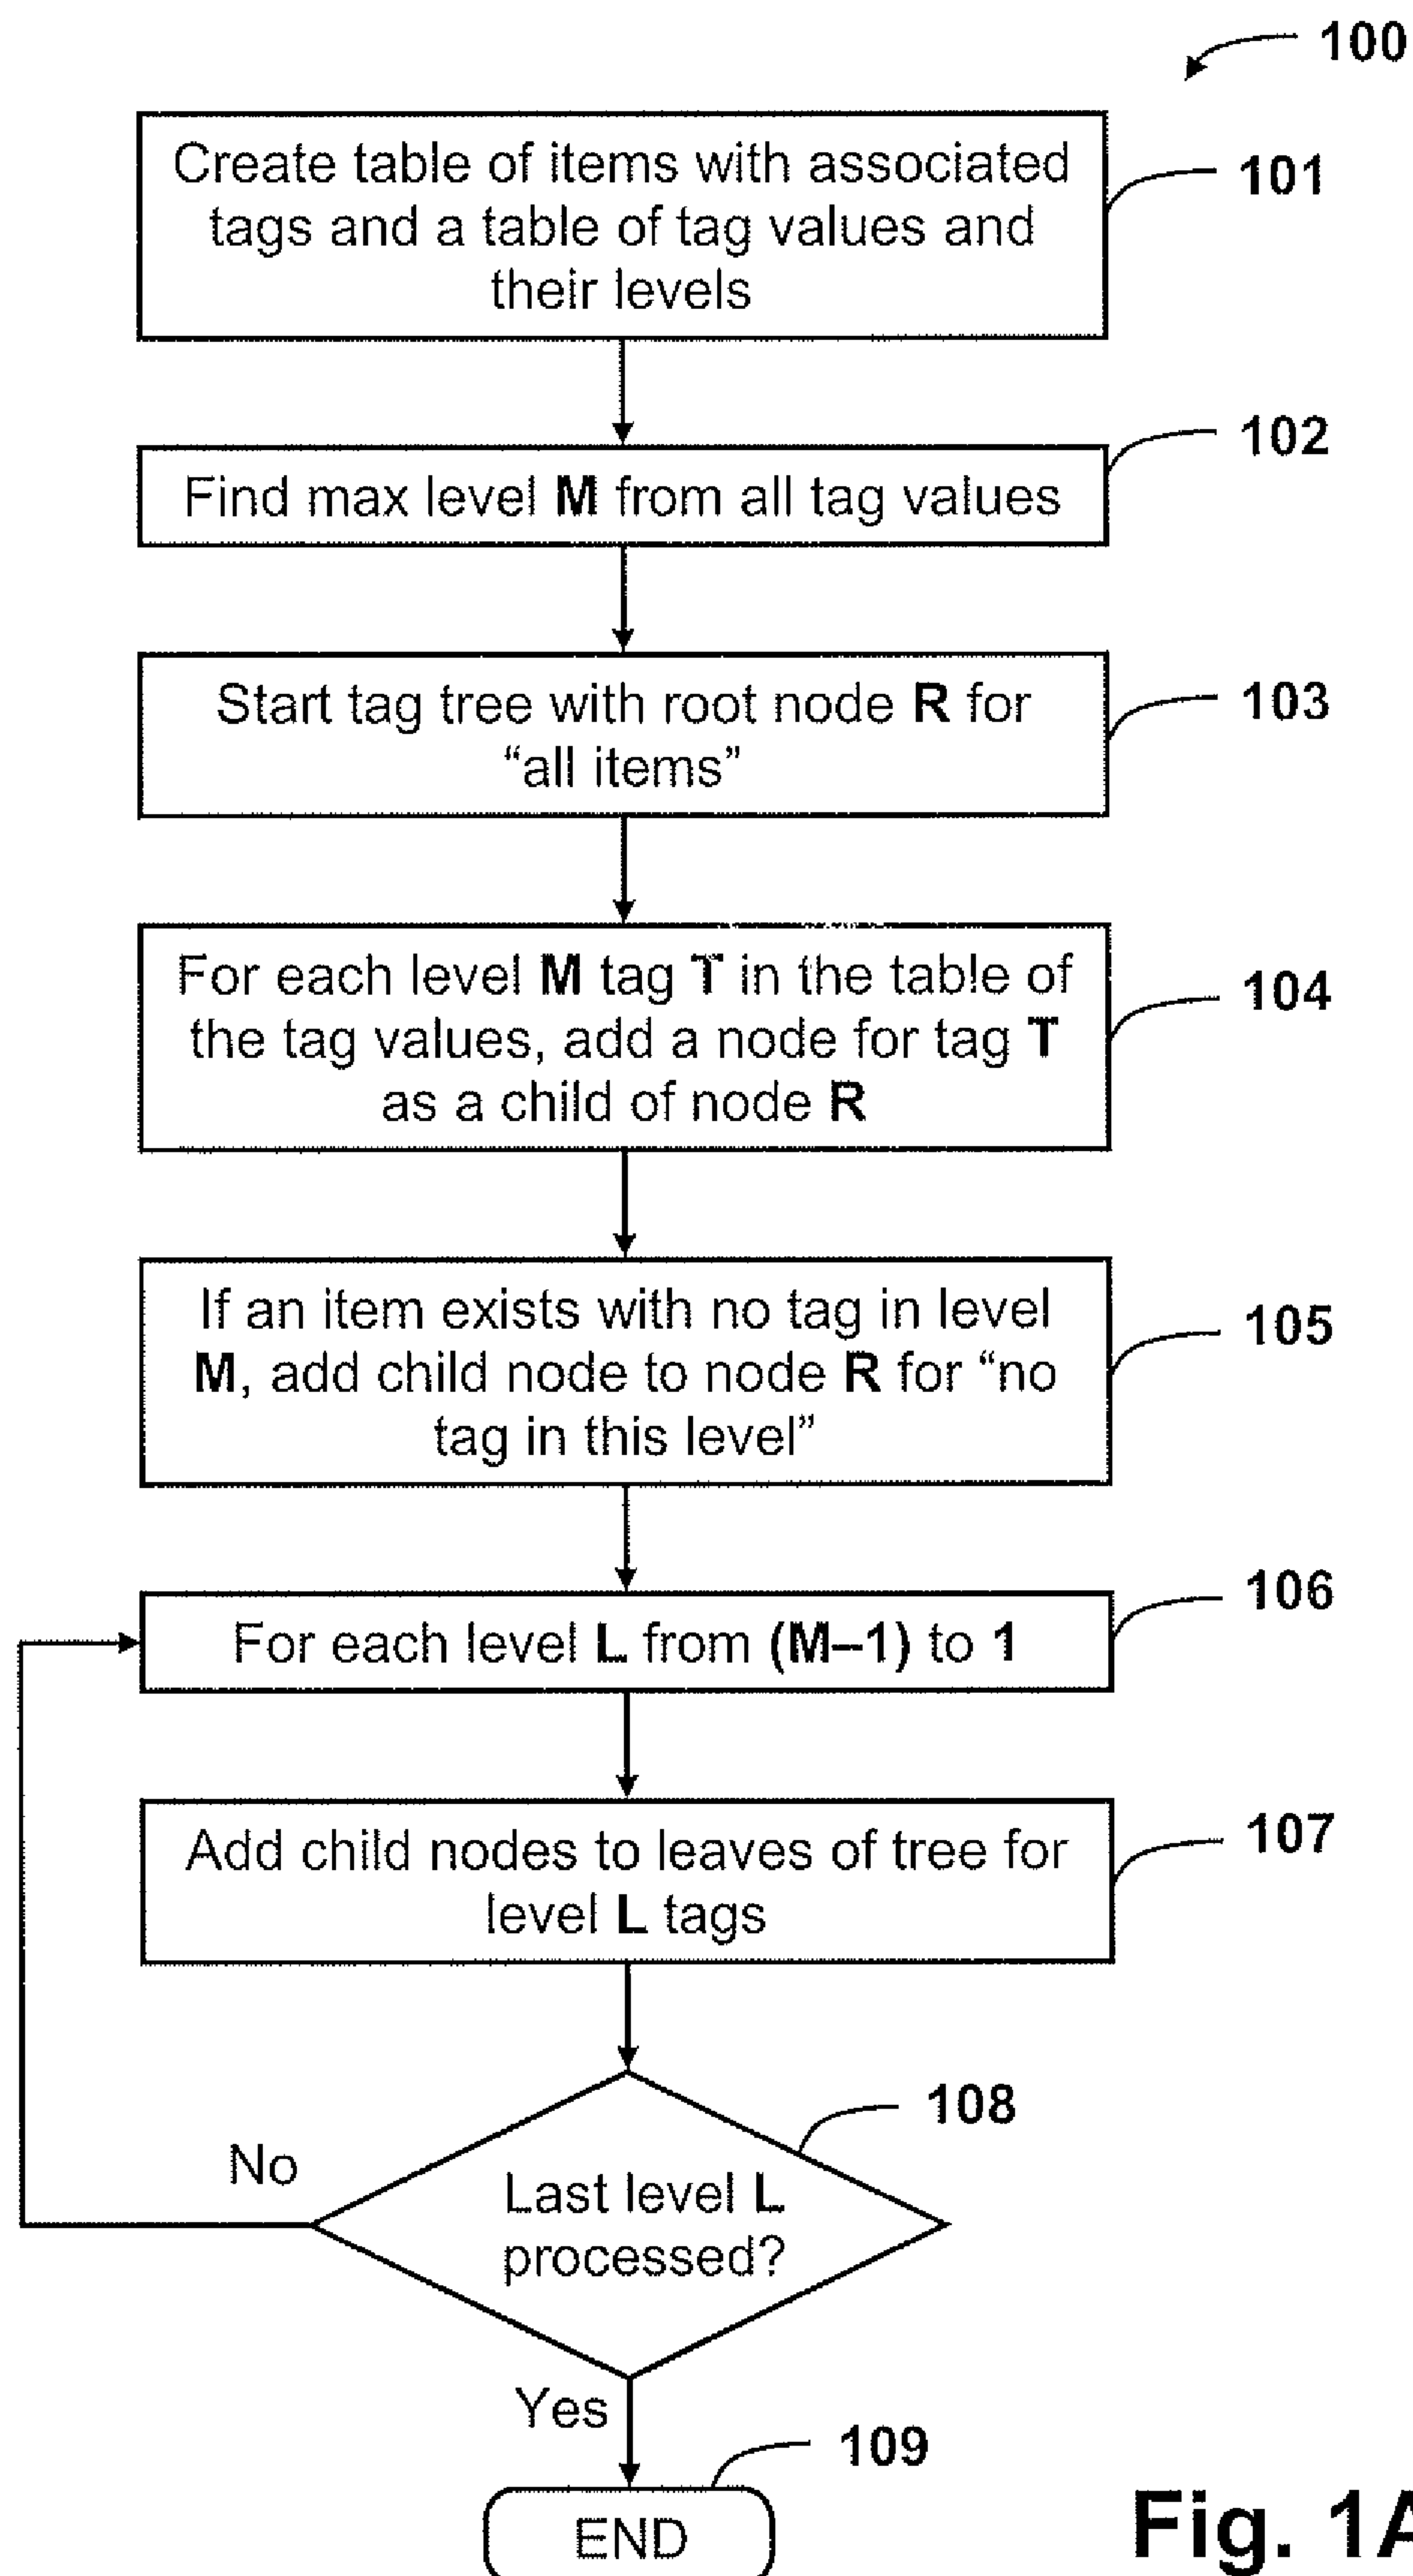 100
Create table of items with associated
tags and a table of tag values and
their levels
101
Find max level M from all tag values
102
Start tag tree with root node R for
“all items”
103
For each level M tag T in the table of
the tag values, add a node for tag T
as a child of node R
104
If an item exists with no tag in level
M, add child node to node R for “no
tag in this level”
105
For each level L from (M–1) to 1
106
Add child nodes to leaves of tree for
level L tags
107
Last level L
processed?
108
No
Yes
END
109
Fig. 1A